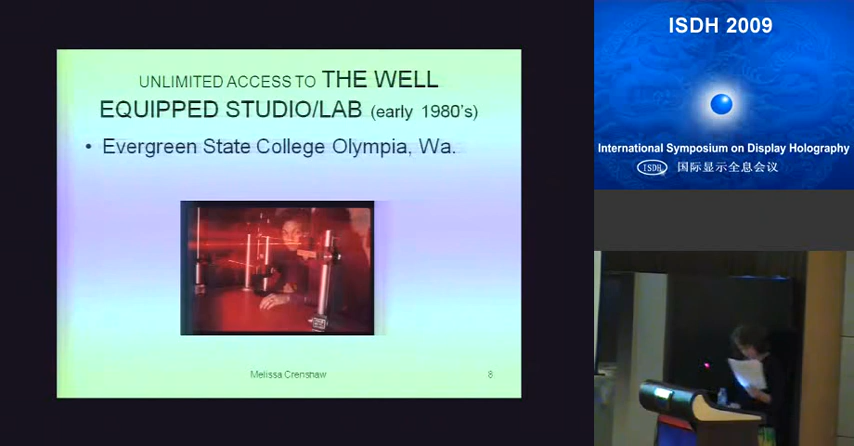 UNLIMITED ACCESS TO THE WELL
EQUIPPED STUDIO/LAB (early 1980's)
• Evergreen State College Olympia, Wa.
Melissa Crenshaw
8
ISDH 2009
International Symposium on Display Holography
ISDH 国际显示全息会议